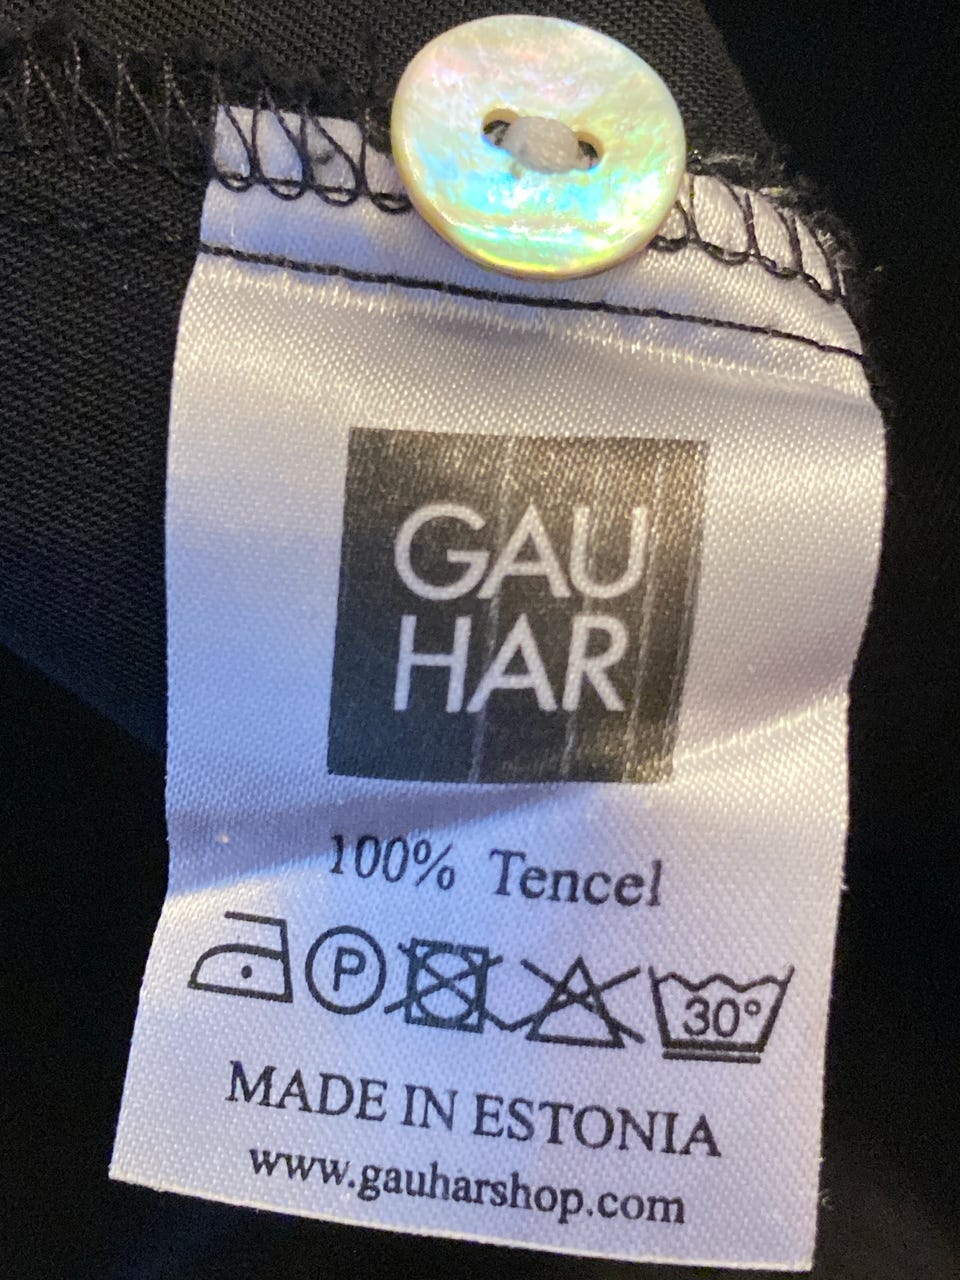 GAU
HAR
100% Tencel
P 30°
MADE IN ESTONIA
www.gauharshop.com